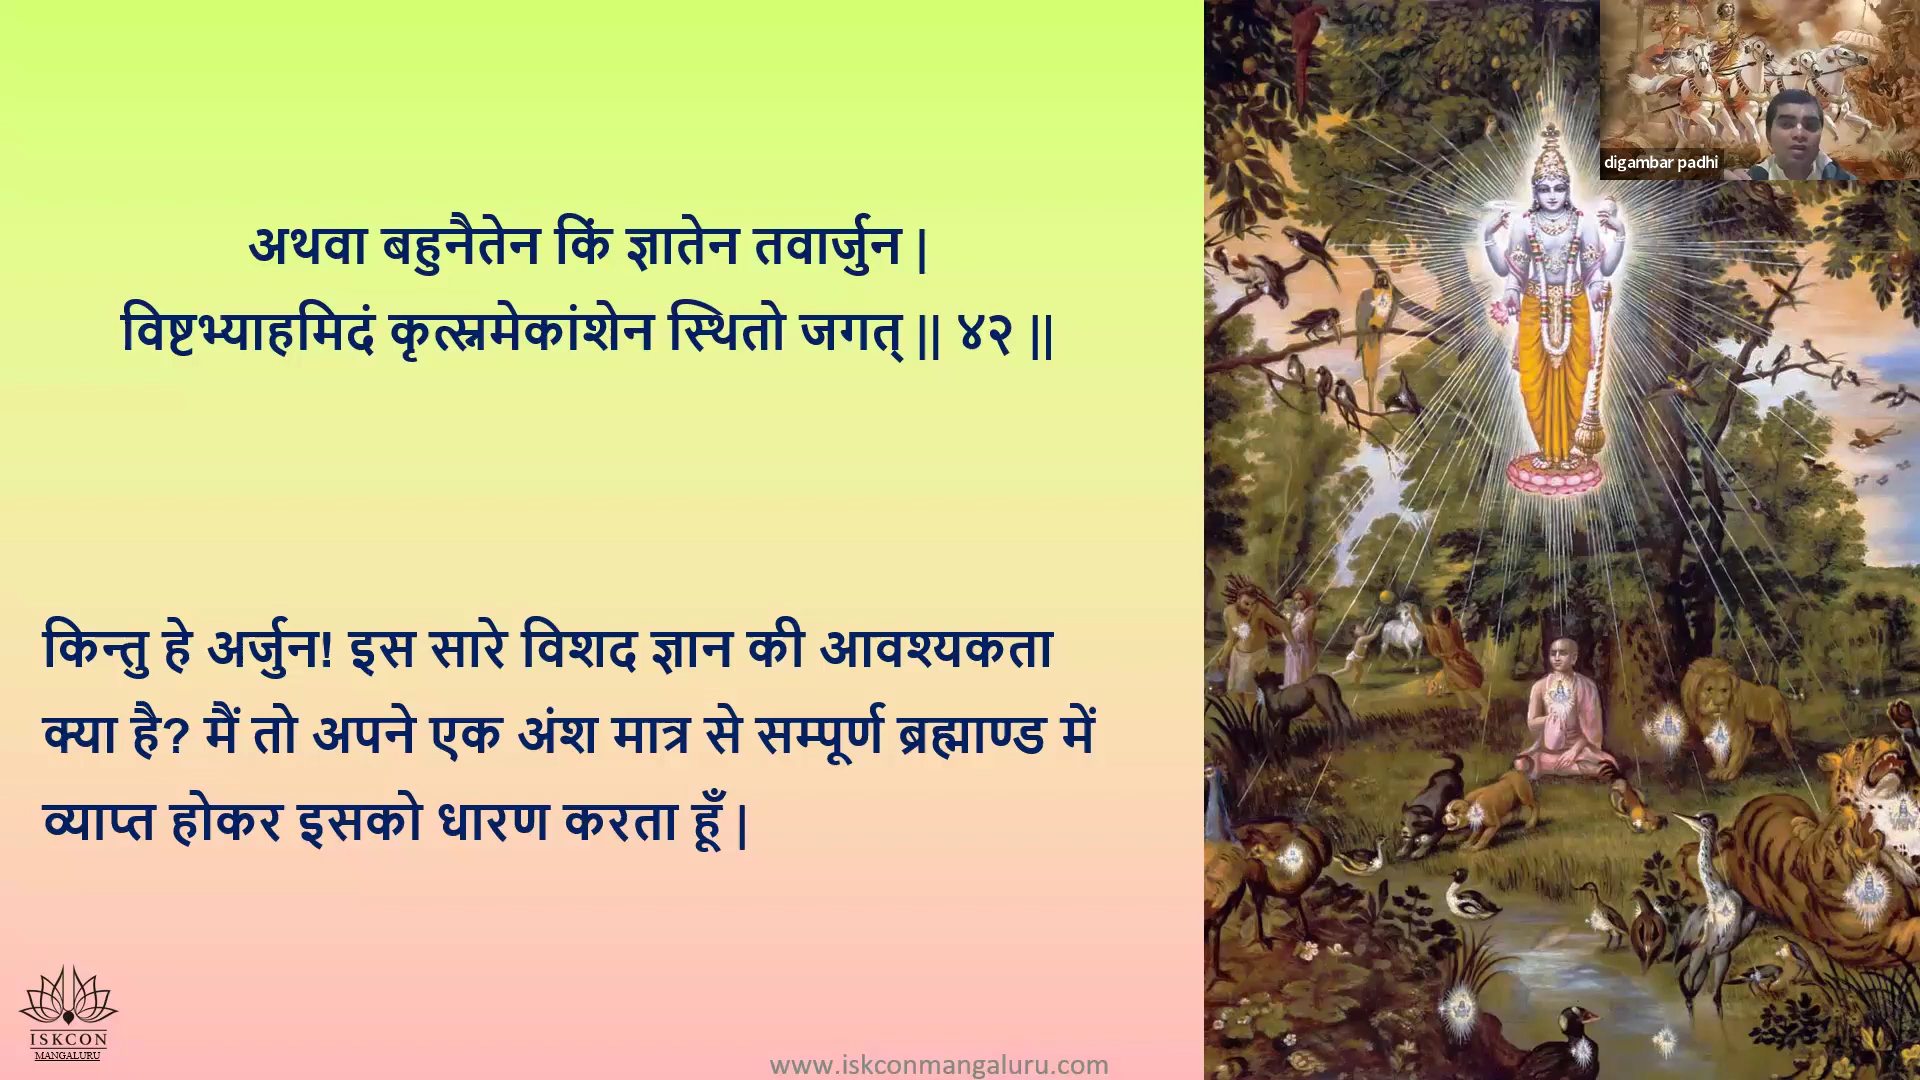 अथवा बहुनैतेन किं ज्ञातेन तवार्जुन |
विष्टभ्याहमिदं कृत्स्नमेकांशेन स्थितो जगत् || ४२ ||
किन्तु हे अर्जुन! इस सारे विशद ज्ञान की आवश्यकता
क्या है? मैं तो अपने एक अंश मात्र से सम्पूर्ण ब्रह्माण्ड में
व्याप्त होकर इसको धारण करता हूँ |
digambar padhi
ISKCON
MANGALURU
www.iskconmangaluru.com